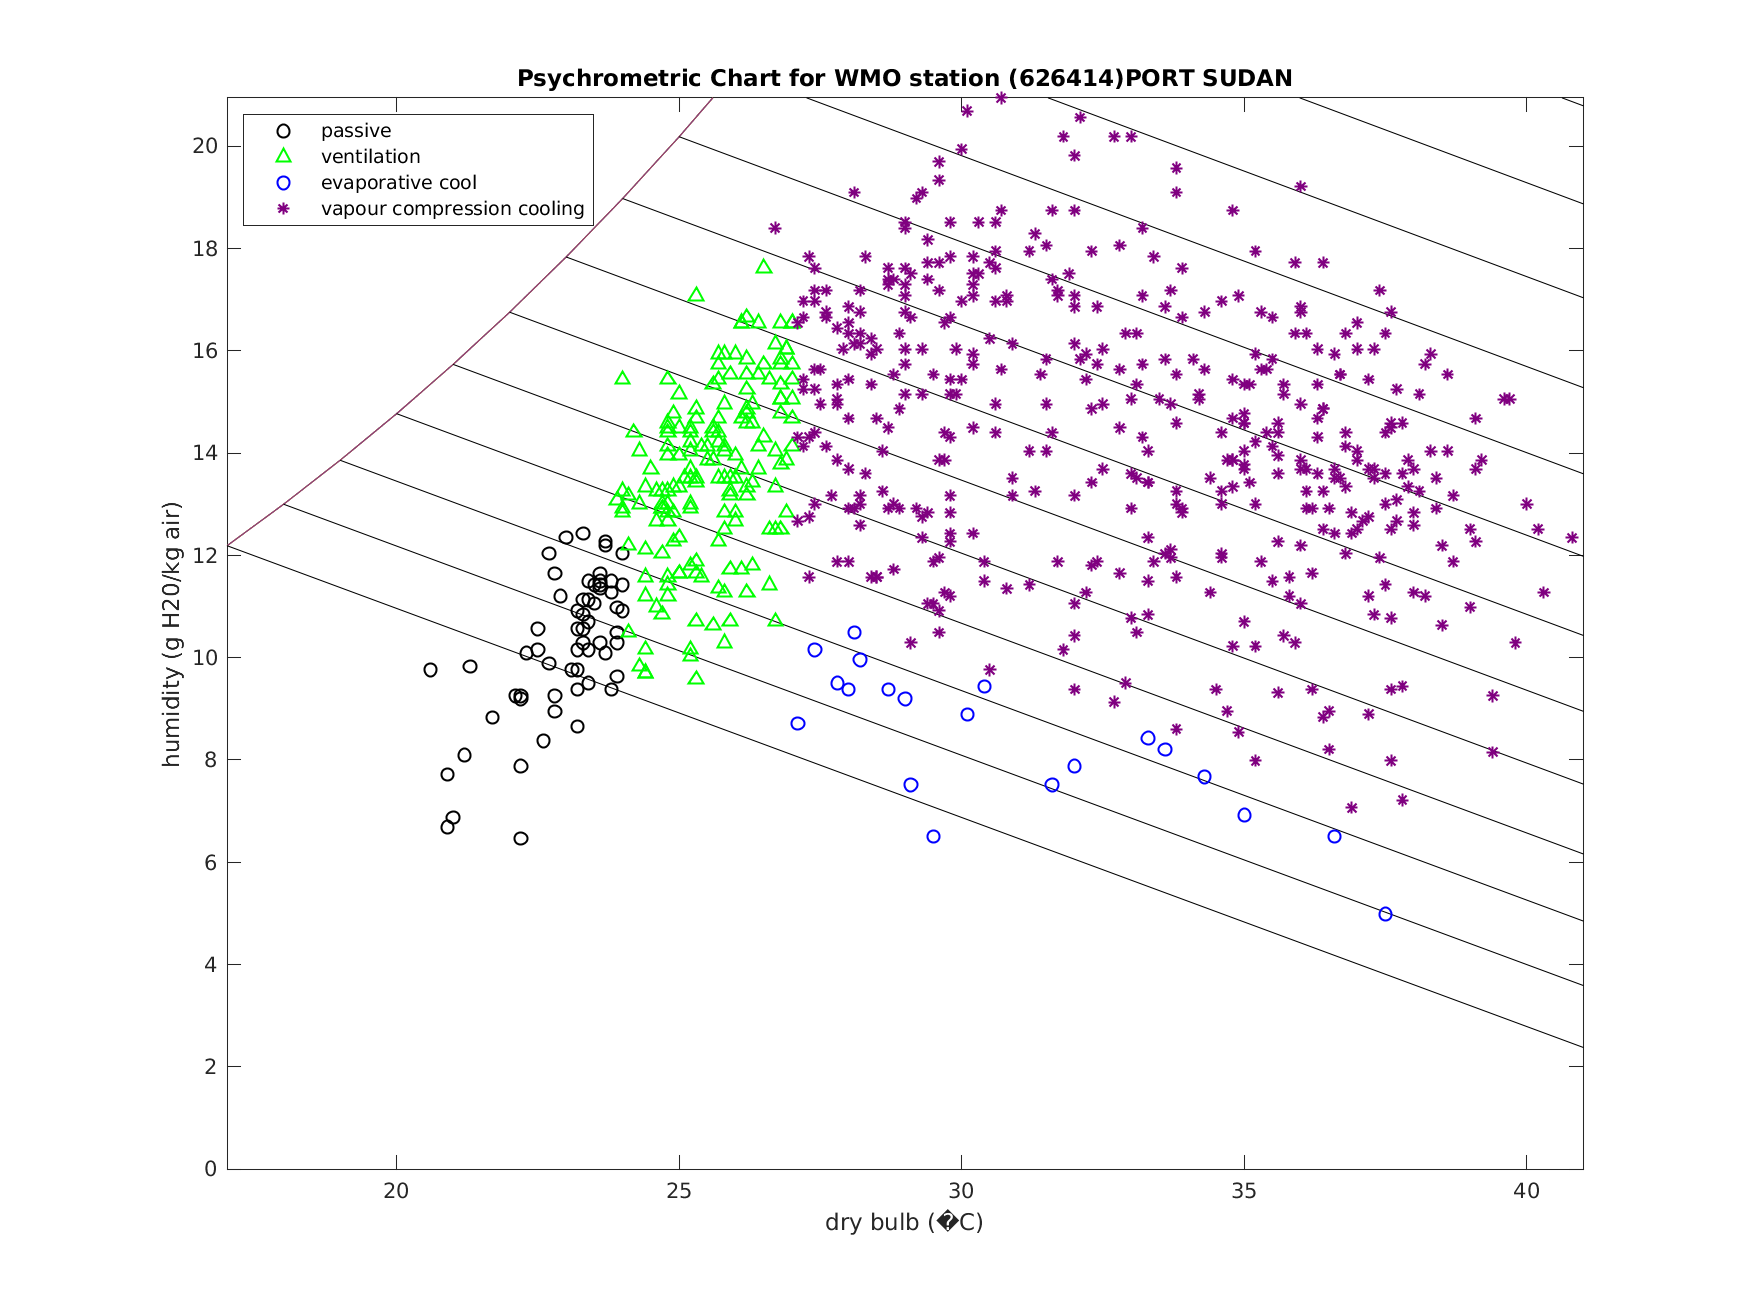 Psychrometric Chart for WMO station (626414)PORT SUDAN
passive
ventilation
evaporative cool
vapour compression cooling
20
18
16
14
12
10
8
6
4
2
0
humidity (g H20/kg air)
20 25 30 35 40
dry bulb (�C)